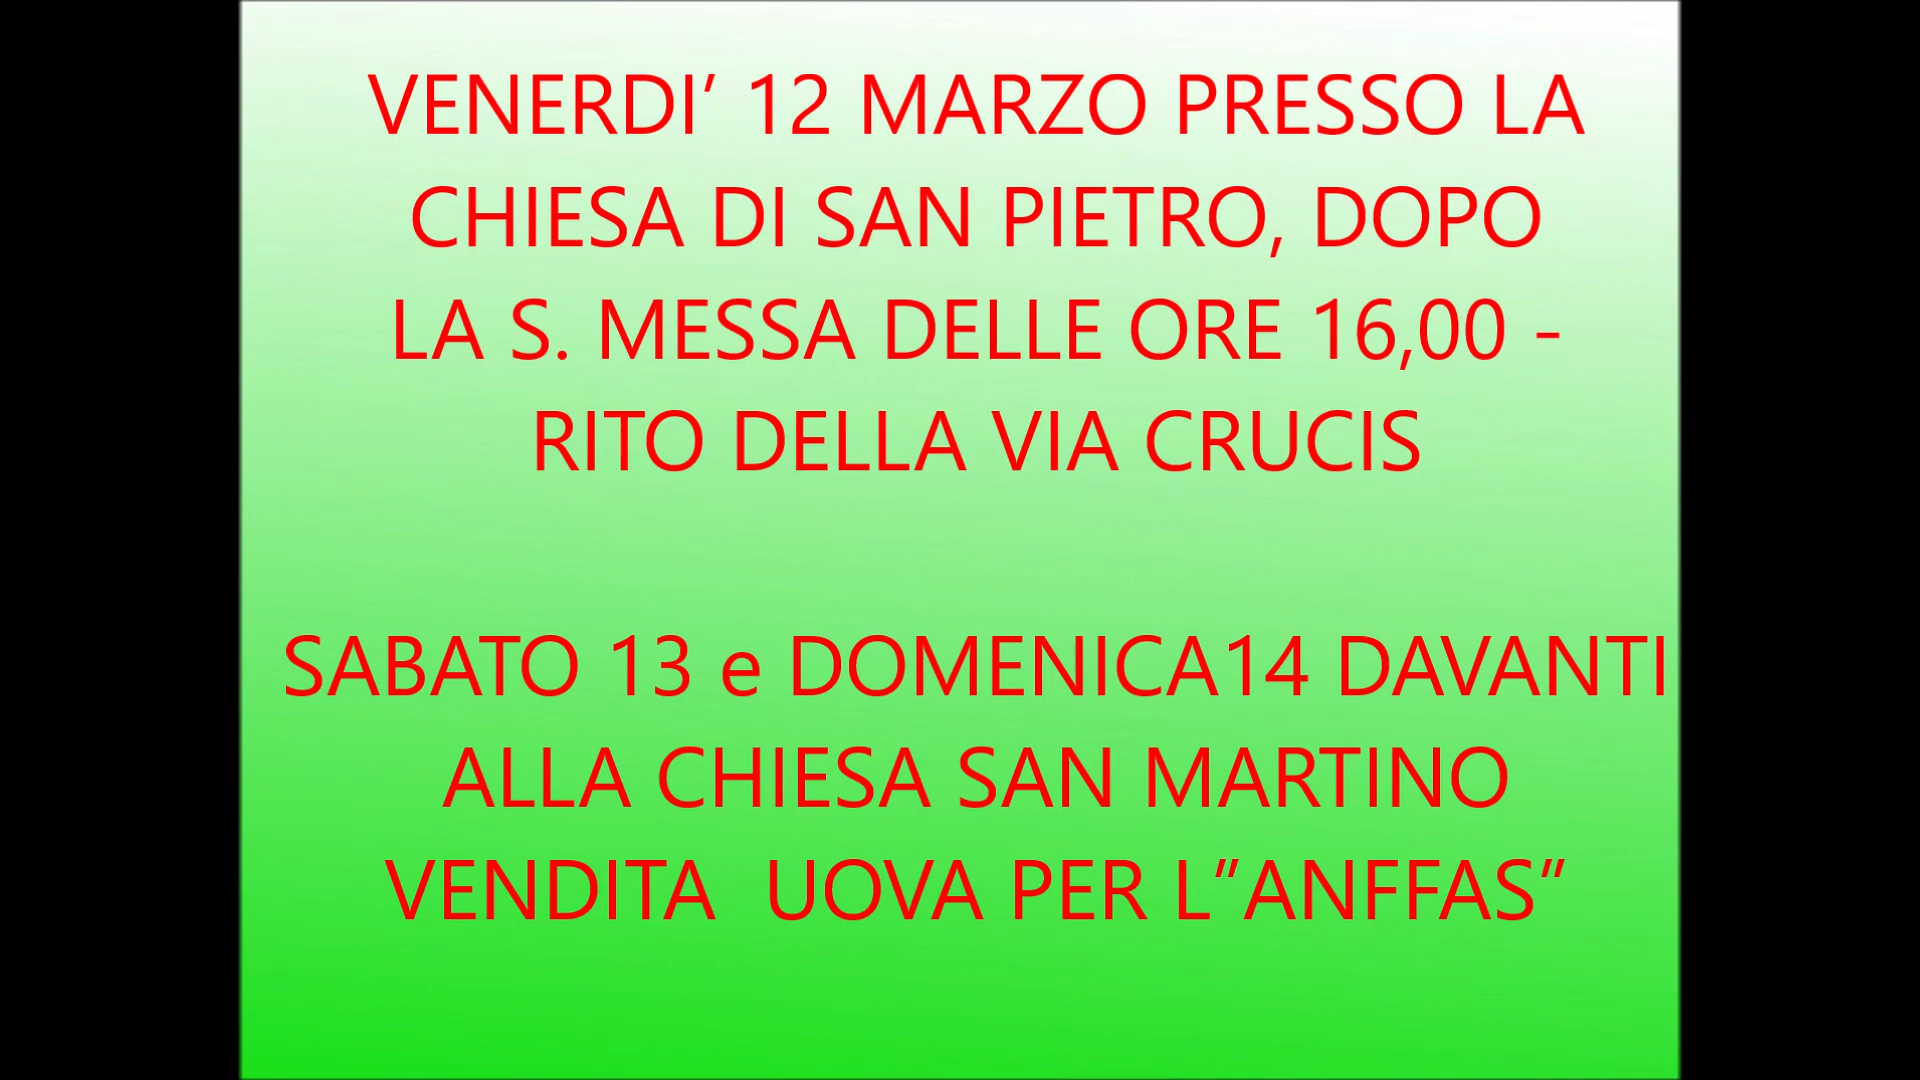 VENERDI’ 12 MARZO PRESSO LA
CHIESA DI SAN PIETRO, DOPO
LA S. MESSA DELLE ORE 16,00 -
RITO DELLA VIA CRUCIS
SABATO 13 e DOMENICA14 DAVANTI
ALLA CHIESA SAN MARTINO
VENDITA  UOVA PER L”ANFFAS”